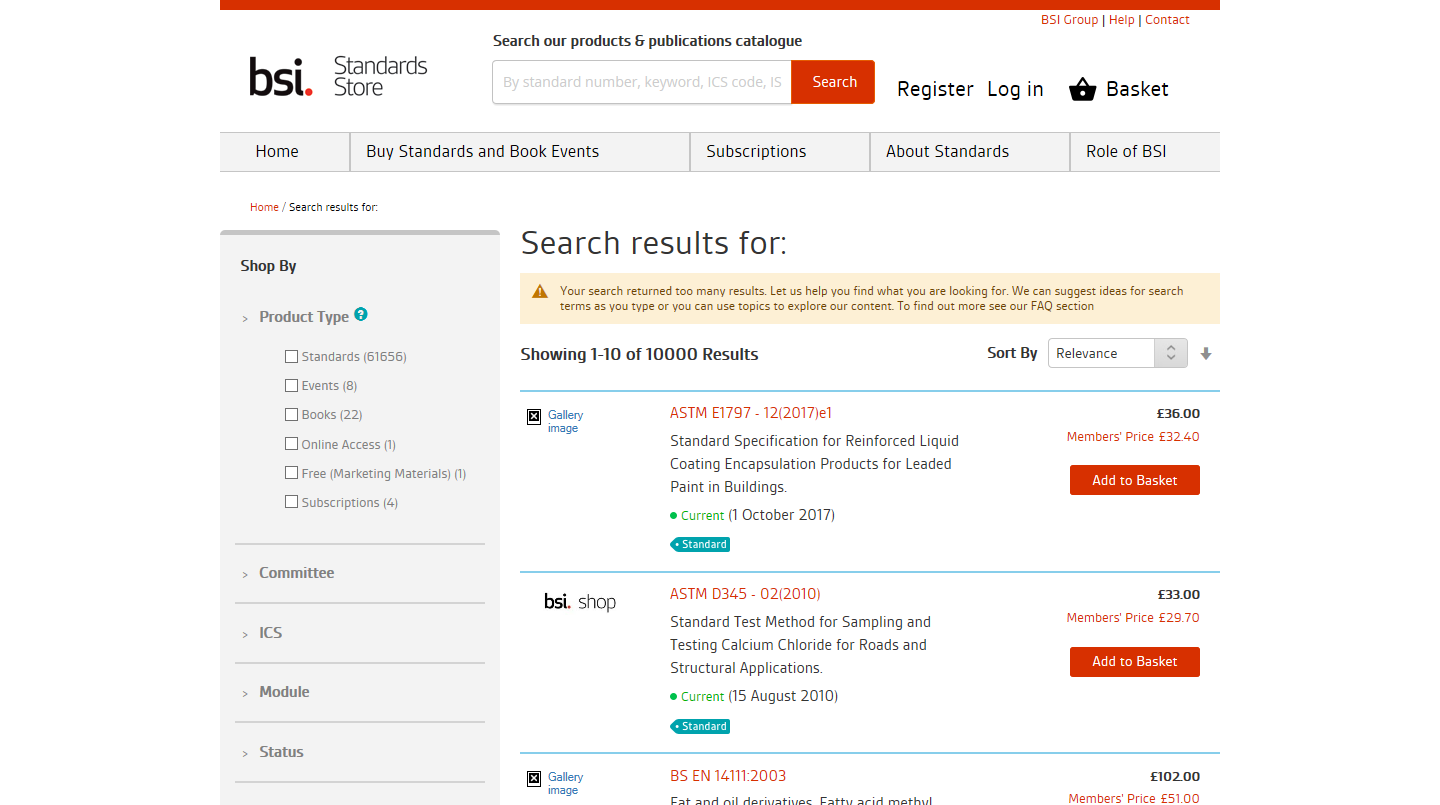 BSI Group | Help | Contact
Search our products & publications catalogue
bsi. Standards Store
By standard number, keyword, ICS code, IS
Search
Register Log in Basket
Home Buy Standards and Book Events Subscriptions About Standards Role of BSI
Home / Search results for:
Shop By
Product Type ?
Standards (61656)
Events (8)
Books (22)
Online Access (1)
Free (Marketing Materials) (1)
Subscriptions (4)
Committee
ICS
Module
Status
Search results for:
Your search returned too many results. Let us help you find what you are looking for. We can suggest ideas for search
terms as you type or you can use topics to explore our content. To find out more see our FAQ section
Showing 1-10 of 10000 Results
Sort By Relevance
Gallery
image
ASTM E1797 - 12(2017)e1
Standard Specification for Reinforced Liquid
Coating Encapsulation Products for Leaded
Paint in Buildings.
Current (1 October 2017)
Standard
£36.00
Members' Price £32.40
Add to Basket
bsi. shop
ASTM D345 - 02(2010)
Standard Test Method for Sampling and
Testing Calcium Chloride for Roads and
Structural Applications.
Current (15 August 2010)
Standard
£33.00
Members' Price £29.70
Add to Basket
Gallery
image
BS EN 14111:2003
Fat and oil derivatives. Fatty acid methyl
£102.00
Members' Price £51.00